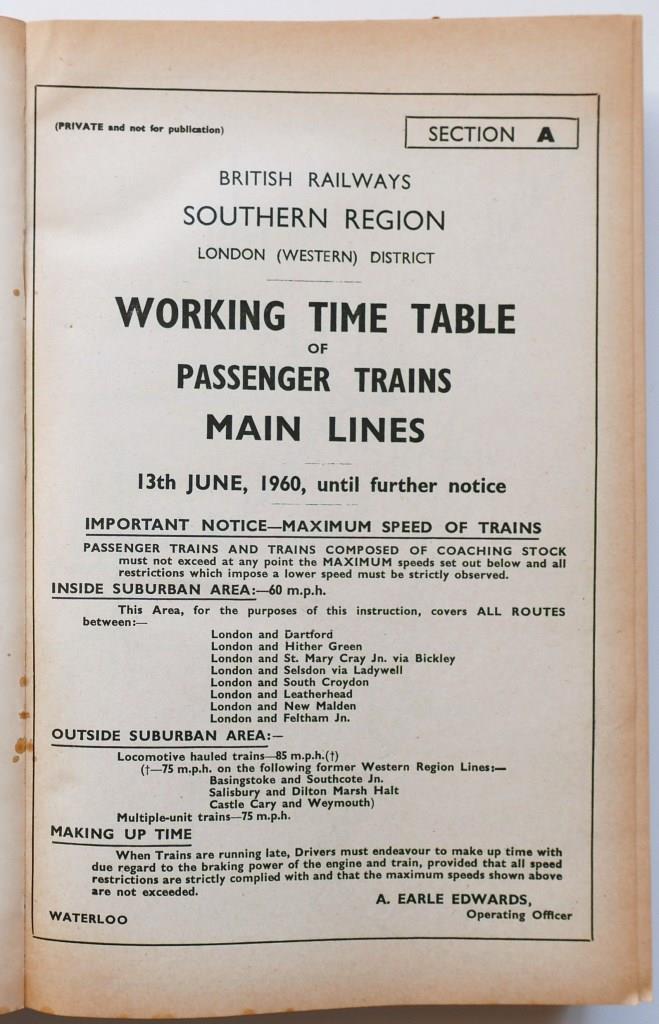 (PRIVATE and not for publication)
SECTION A
BRITISH RAILWAYS
SOUTHERN REGION
LONDON (WESTERN) DISTRICT
WORKING TIME TABLE
OF
PASSENGER TRAINS
MAIN LINES
13th JUNE, 1960, until further notice
IMPORTANT NOTICE—MAXIMUM SPEED OF TRAINS
PASSENGER TRAINS AND TRAINS COMPOSED OF COACHING STOCK
must not exceed at any point the MAXIMUM speeds set out below and all
restrictions which impose a lower speed must be strictly observed.
INSIDE SUBURBAN AREA:—60 m.p.h.
This Area, for the purposes of this instruction, covers ALL ROUTES
between:—
London and Dartford
London and Hither Green
London and St. Mary Cray Jn. via Bickley
London and Selsdon via Ladywell
London and South Croydon
London and Leatherhead
London and New Malden
London and Feltham Jn.
OUTSIDE SUBURBAN AREA:—
Locomotive hauled trains—85 m.p.h.(†)
(†—75 m.p.h. on the following former Western Region Lines:—
Basingstoke and Southcote Jn.
Salisbury and Dilton Marsh Halt
Castle Cary and Weymouth)
Multiple-unit trains—75 m.p.h.
MAKING UP TIME
When Trains are running late, Drivers must endeavour to make up time with
due regard to the braking power of the engine and train, provided that all speed
restrictions are strictly complied with and that the maximum speeds shown above
are not exceeded.
A. EARLE EDWARDS,
WATERLOO Operating Officer